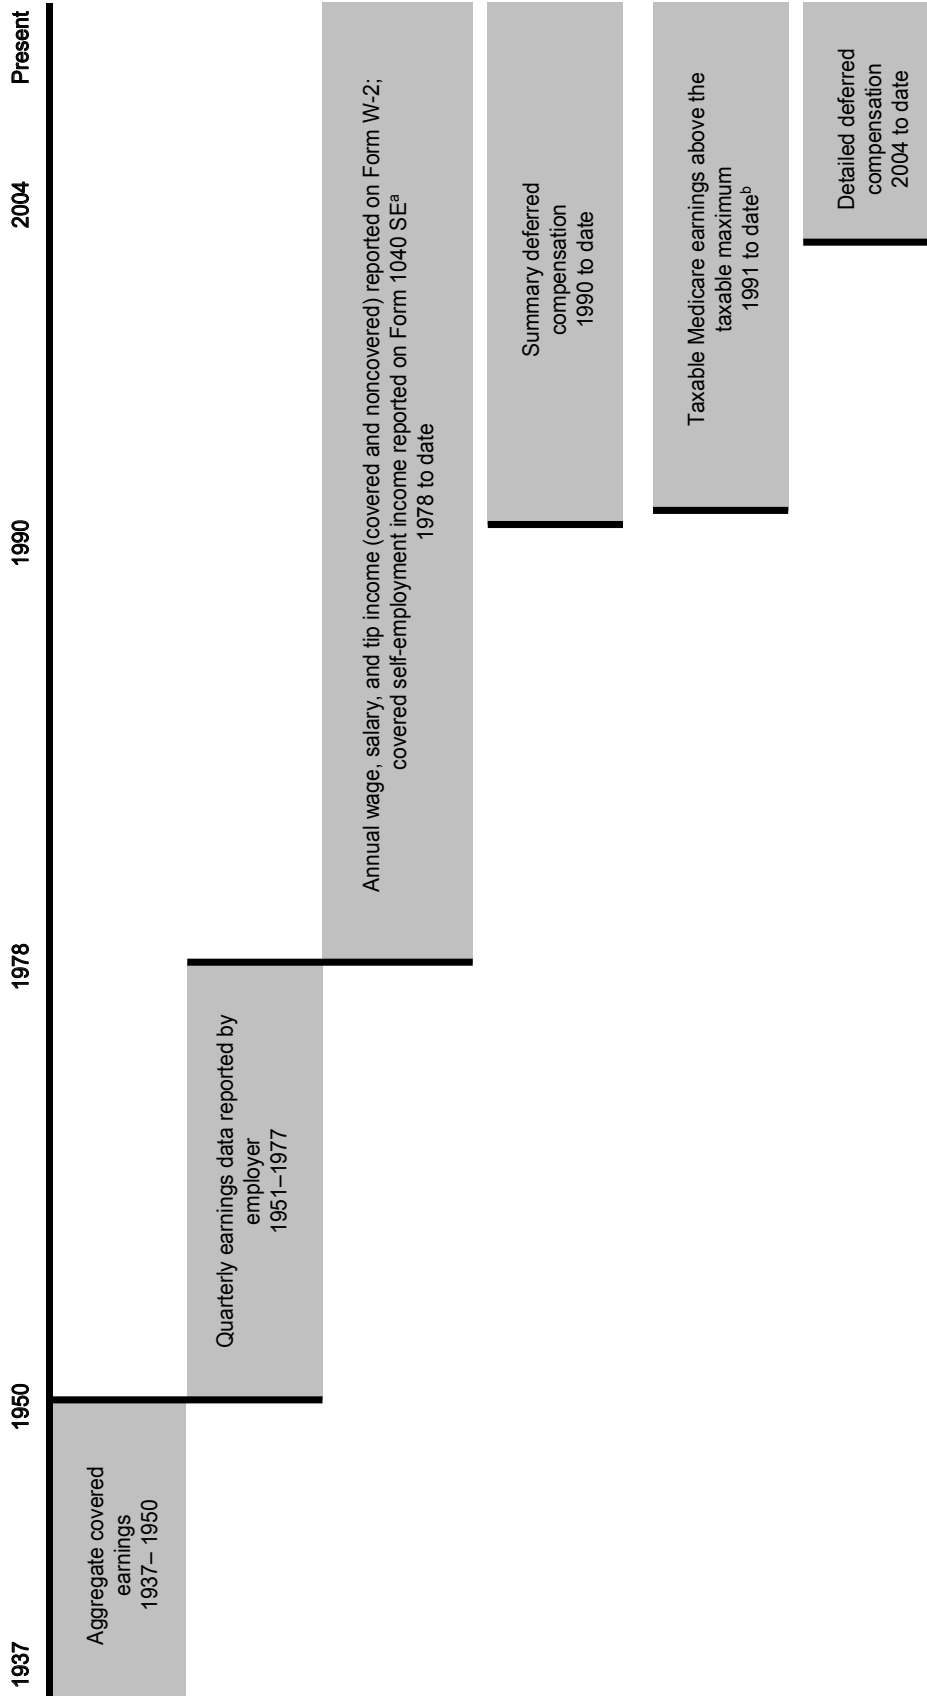 1937
1950
1978
1990
2004
Present
Aggregate covered
earnings
1937– 1950
Quarterly earnings data reported by
employer
1951–1977
Annual wage, salary, and tip income (covered and noncovered) reported on Form W-2;
covered self-employment income reported on Form 1040 SEᵃ
1978 to date
Summary deferred
compensation
1990 to date
Taxable Medicare earnings above the
taxable maximum
1991 to dateᵇ
Detailed deferred
compensation
2004 to date